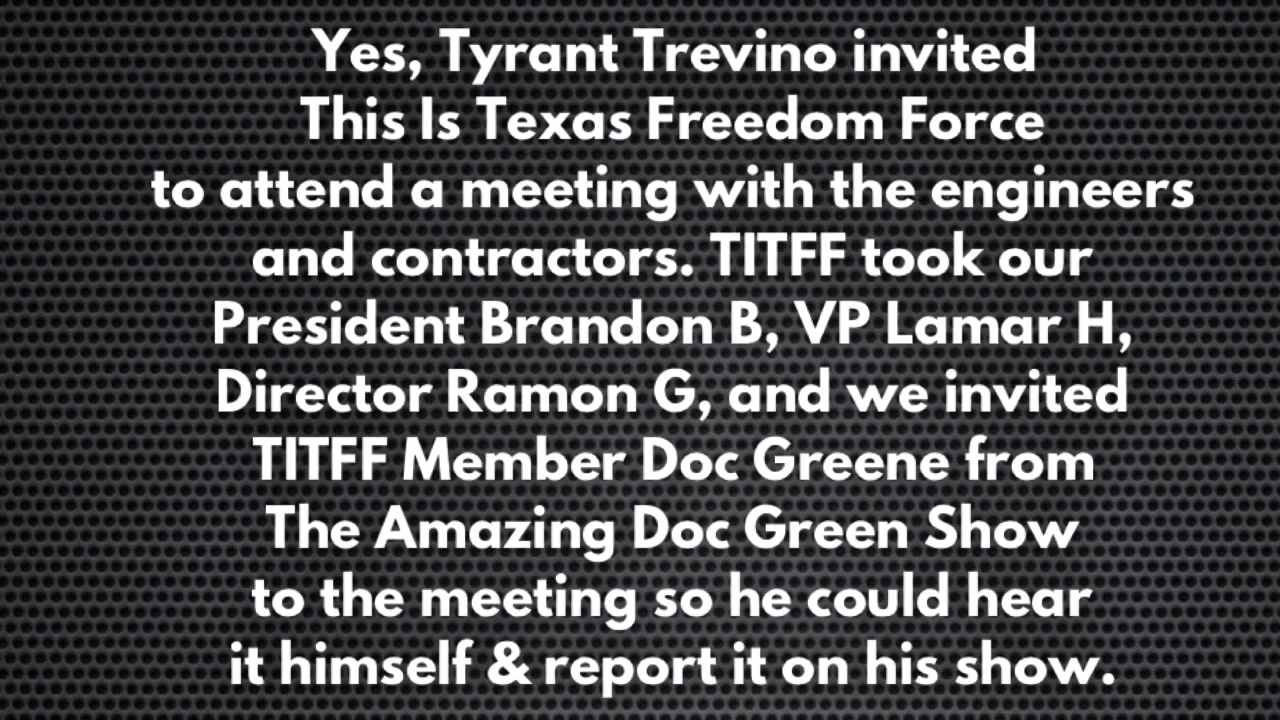 Yes, Tyrant Trevino invited
This Is Texas Freedom Force
to attend a meeting with the engineers
and contractors. TITFF took our
President Brandon B, VP Lamar H,
Director Ramon G, and we invited
TITFF Member Doc Greene from
The Amazing Doc Green Show
to the meeting so he could hear
it himself & report it on his show.